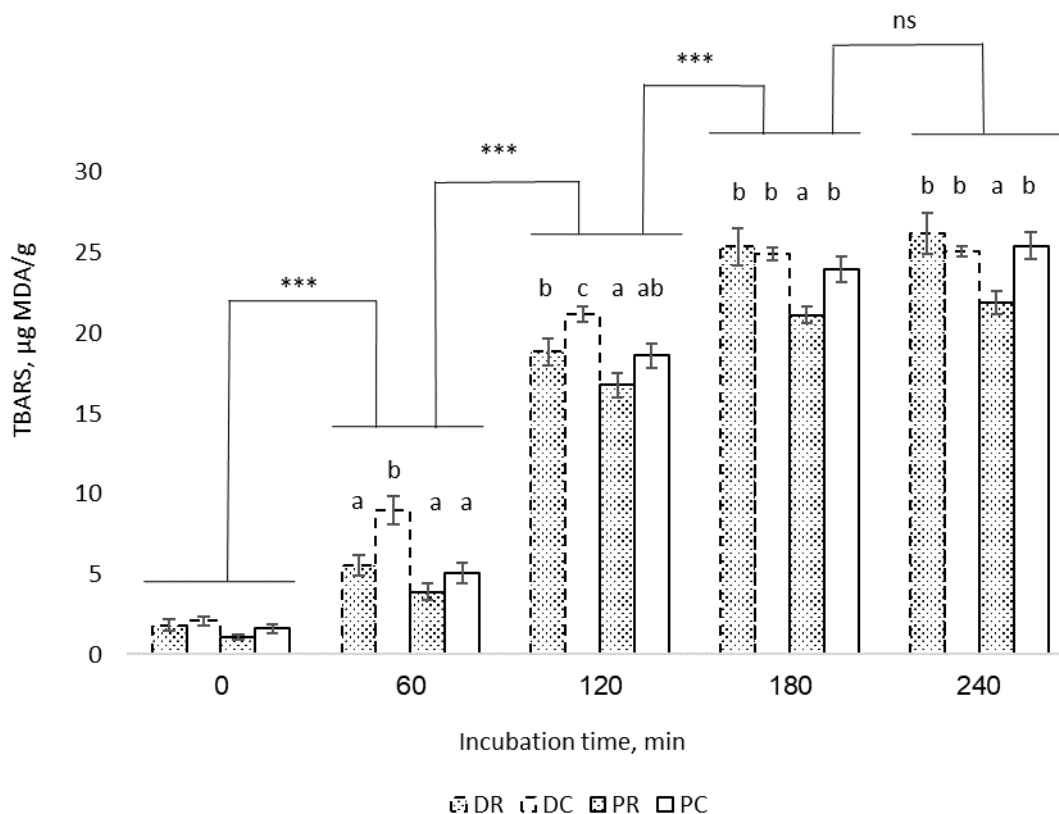 ns
***
***
***
30
25
20
15
10
5
0
TBARS, µg MDA/g
b b a b
b b a b
b c a ab
a b a a
0 60 120 180 240
Incubation time, min
DR DC PR PC